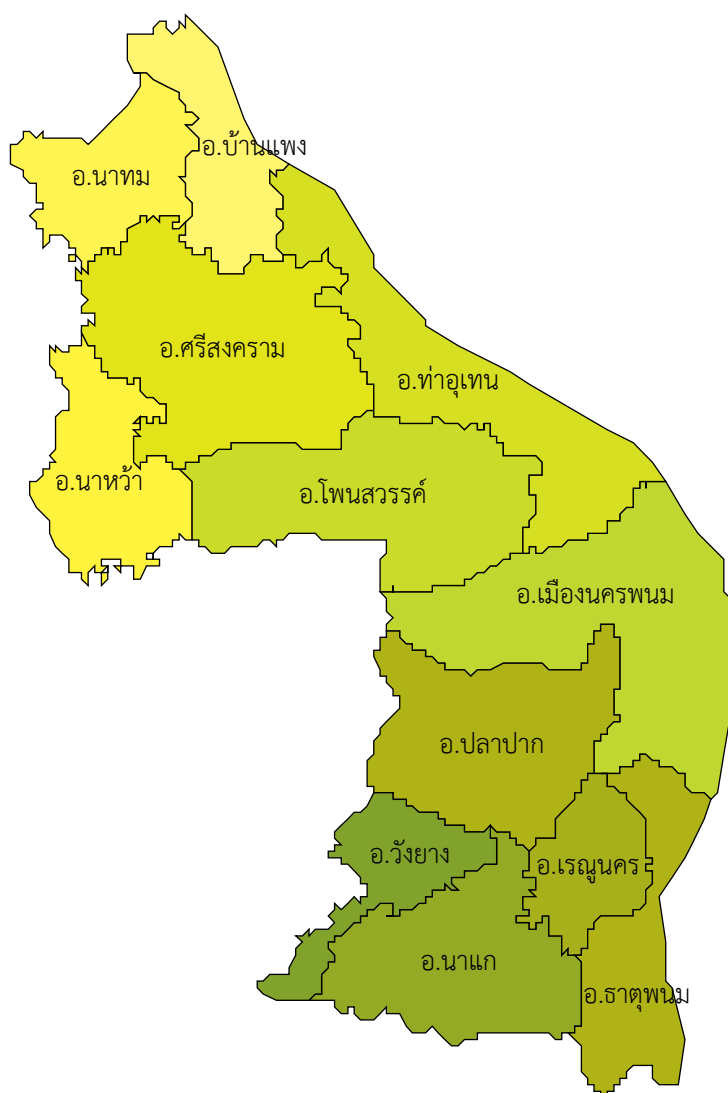 อ.บ้านแพง
อ.นาทม
อ.ศรีสงคราม
อ.ท่าอุเทน
อ.นาหว้า
อ.โพนสวรรค์
อ.เมืองนครพนม
อ.ปลาปาก
อ.วังยาง
อ.เรณูนคร
อ.นาแก
อ.ธาตุพนม